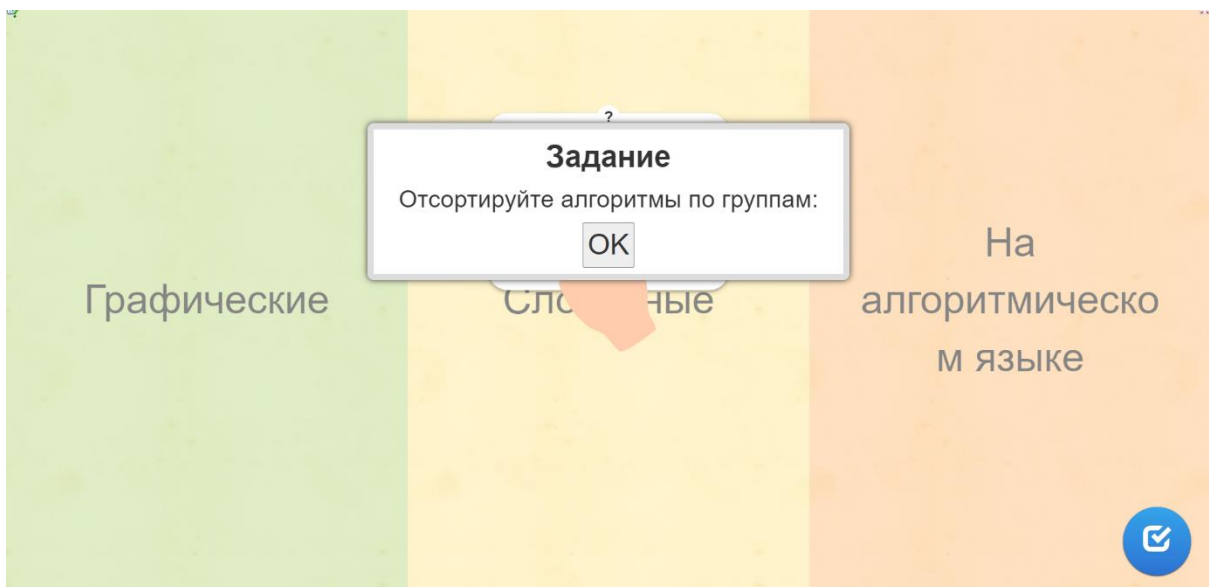 ?
Задание
Отсортируйте алгоритмы по группам:
OK
Графические
На
алгоритмическо
м языке